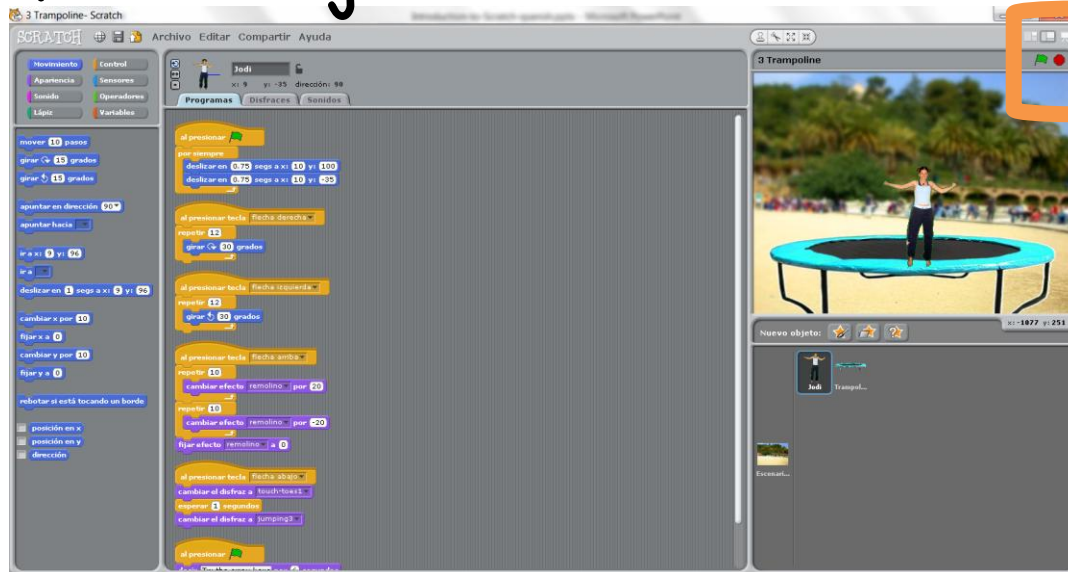 3 Trampoline- Scratch
SCRATCH Archivo Editar Compartir Ayuda
Movimiento Control
Apariencia Sensores
Sonido Operadores
Lápiz Variables
mover 10 pasos
girar 15 grados
girar 15 grados
apuntar en dirección 90
apuntar hacia
ir a x: 9 y: 96
ir a
deslizar en 1 segs a x: 9 y: 96
cambiar x por 10
fijar x a 0
cambiar y por 10
fijar y a 0
rebotar si está tocando un borde
posición en x
posición en y
dirección
Jodi
x: 9 y: -35 dirección: 90
Programas Disfraces Sonidos
al presionar
por siempre
deslizar en 0.75 segs a x: 10 y: 100
deslizar en 0.75 segs a x: 10 y: -35
al presionar tecla flecha derecha
repetir 12
girar 30 grados
al presionar tecla flecha izquierda
repetir 12
girar 30 grados
al presionar tecla flecha arriba
repetir 10
cambiar efecto remolino por 20
repetir 10
cambiar efecto remolino por -20
fijar efecto remolino a 0
al presionar tecla flecha abajo
cambiar el disfraz a touch-toes1
esperar 1 segundos
cambiar el disfraz a jumping3
al presionar
3 Trampoline
x: -1077 y: 251
Nuevo objeto:
Jodi Trampol...
Escenari...